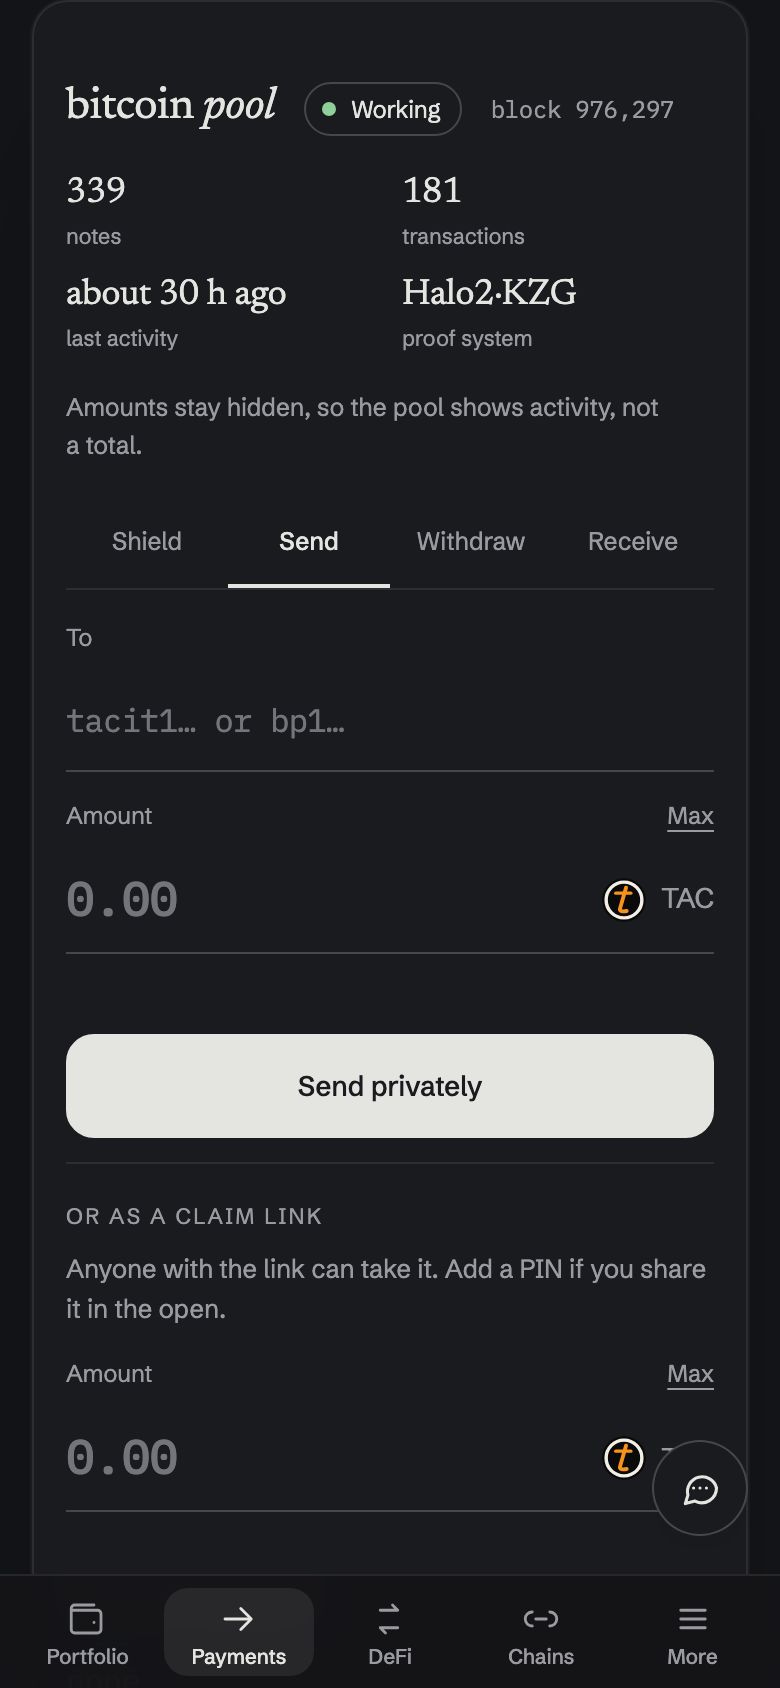 bitcoin pool
Working
block 976,297
339
181
notes
transactions
about 30 h ago
Halo2·KZG
last activity
proof system
Amounts stay hidden, so the pool shows activity, not
a total.
Shield
Send
Withdraw
Receive
To
tacit1… or bp1…
Amount
Max
0.00
t TAC
Send privately
OR AS A CLAIM LINK
Anyone with the link can take it. Add a PIN if you share
it in the open.
Amount
Max
0.00
t
Portfolio
Payments
DeFi
Chains
More